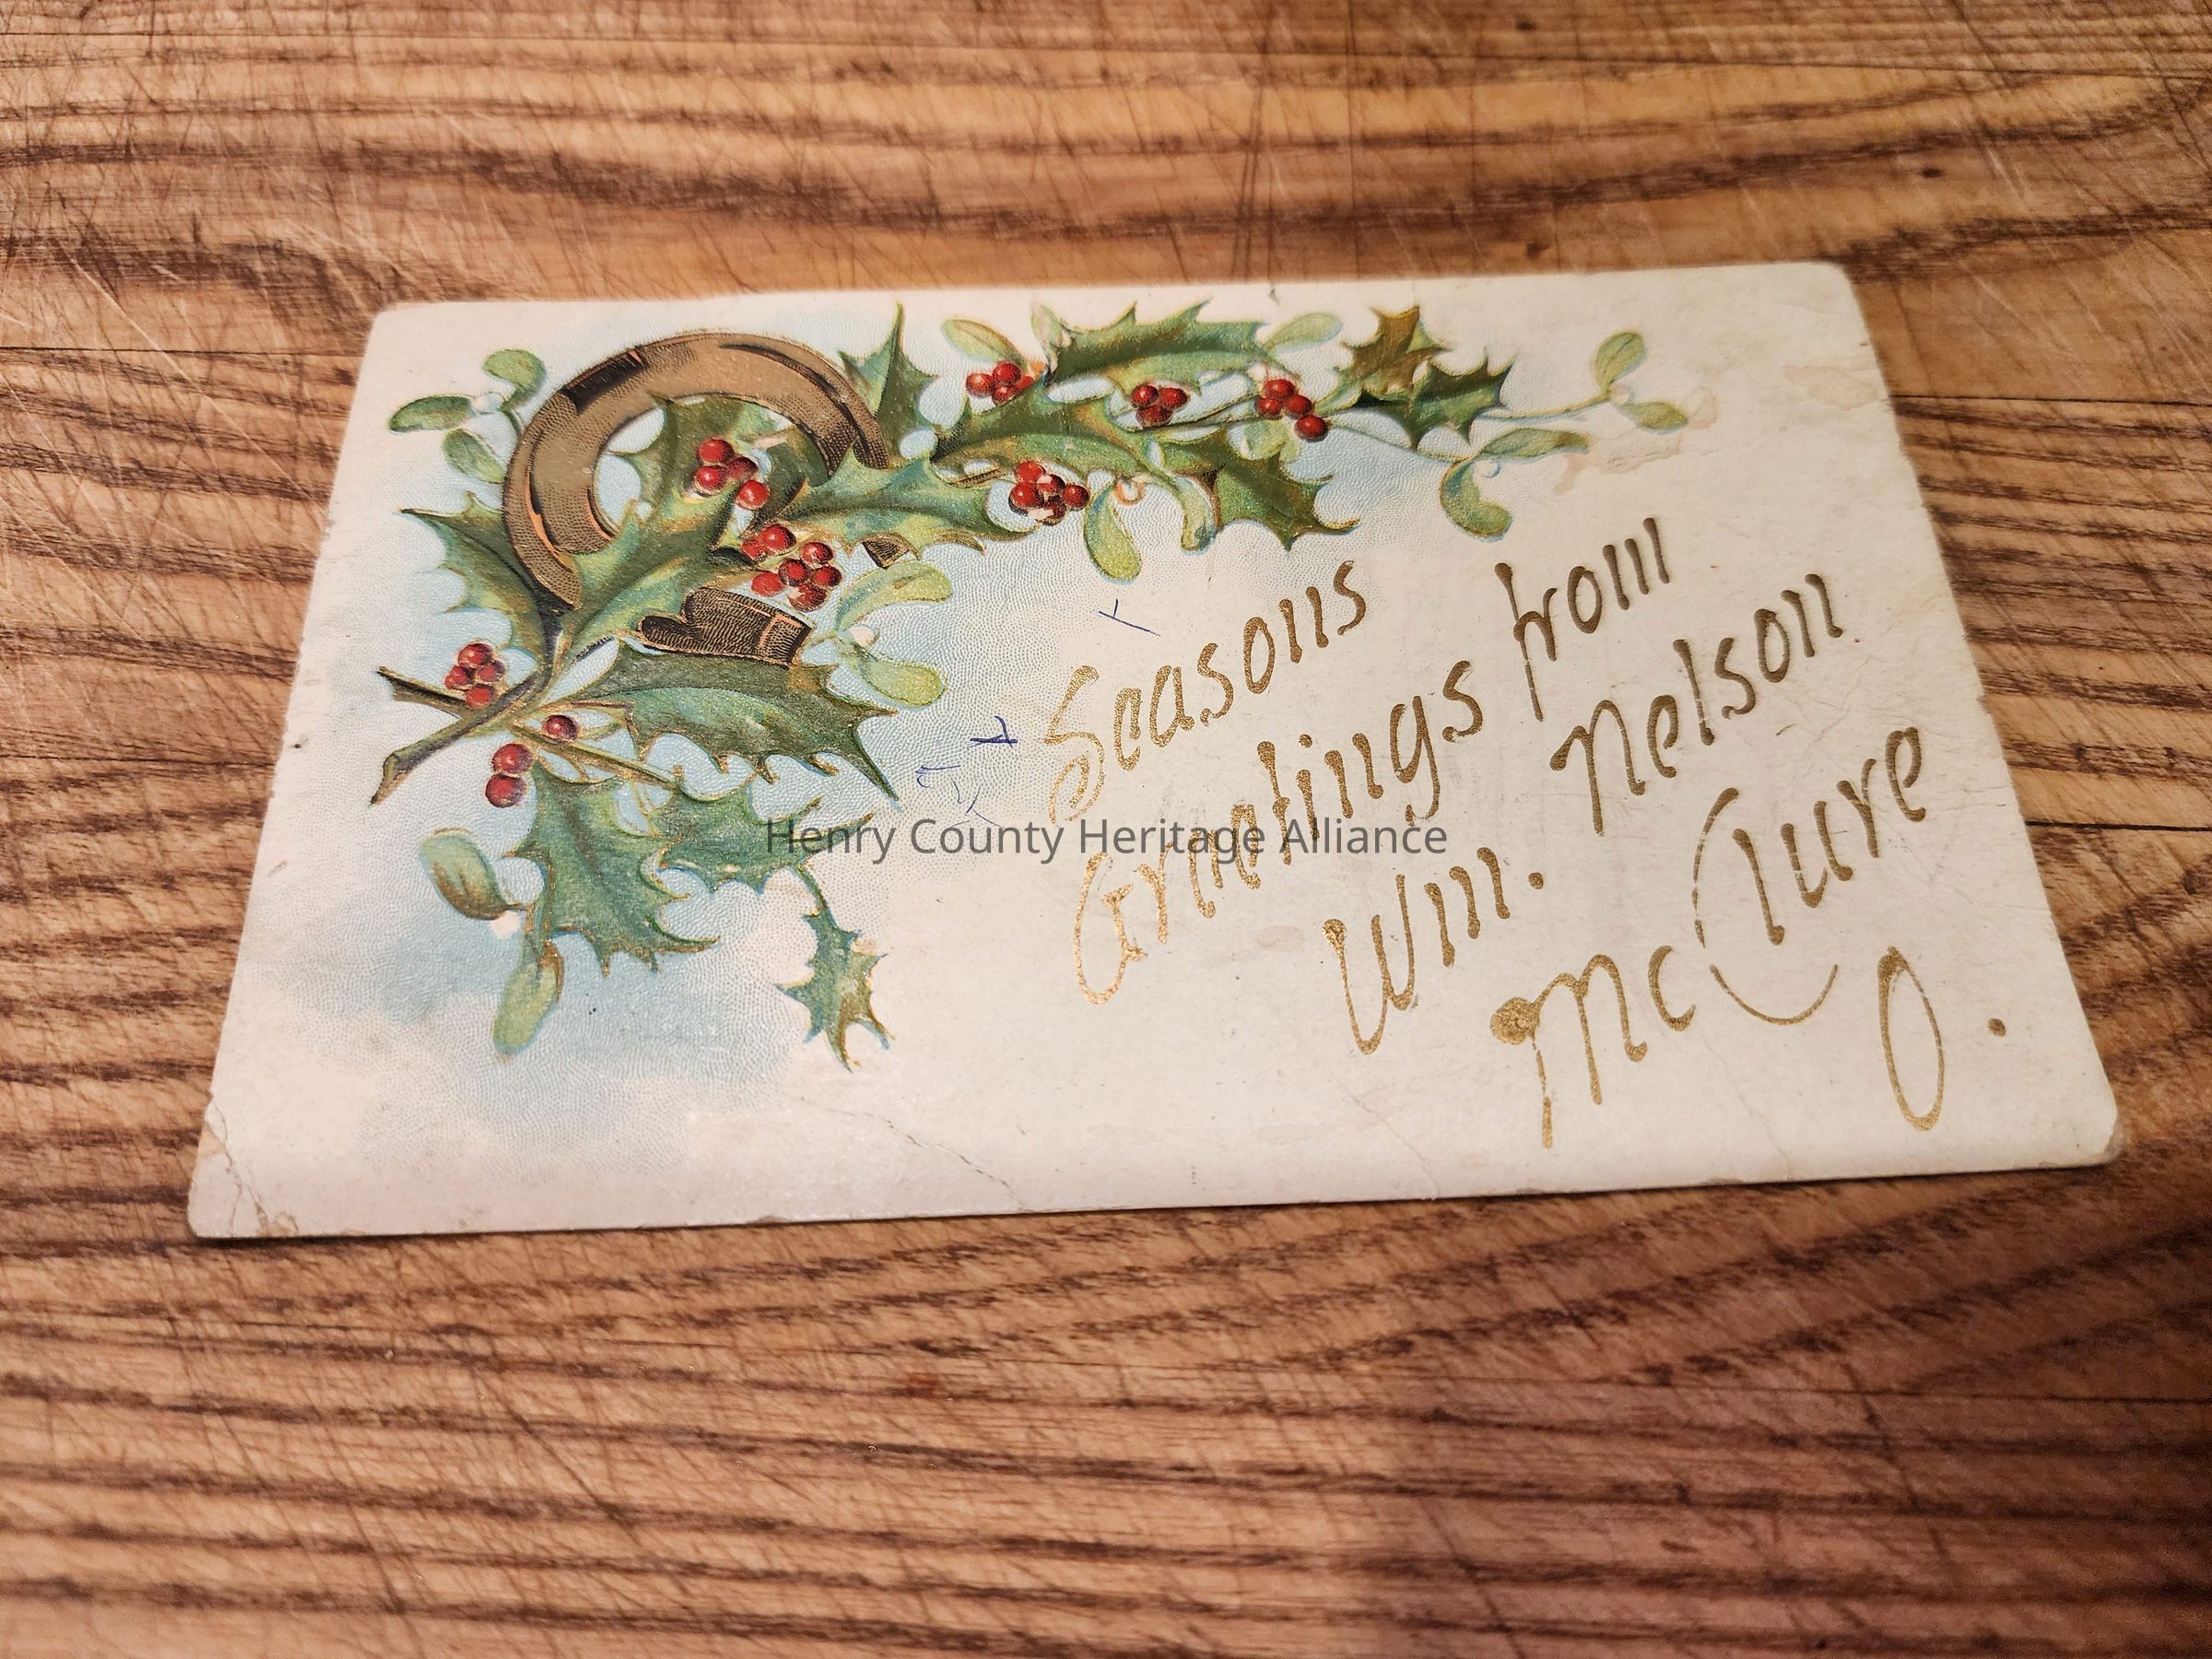 Seasons
Greetings from
Wm. Nelson
McClure
O.
Henry County Heritage Alliance